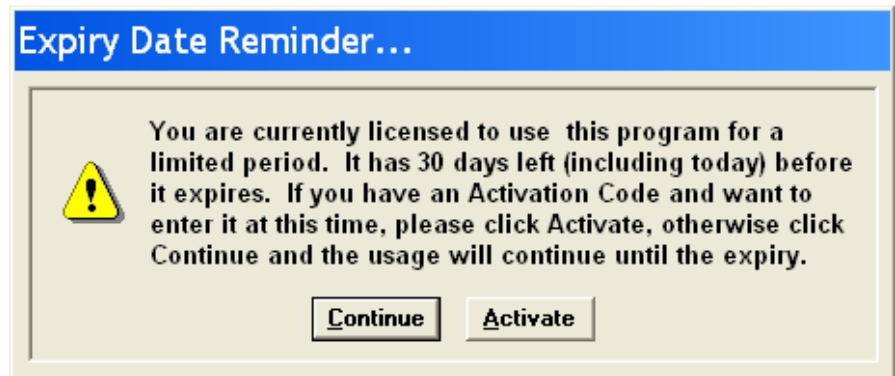 Expiry Date Reminder...
You are currently licensed to use  this program for a
limited period.  It has 30 days left (including today) before
it expires.  If you have an Activation Code and want to
enter it at this time, please click Activate, otherwise click
Continue and the usage will continue until the expiry.
Continue Activate